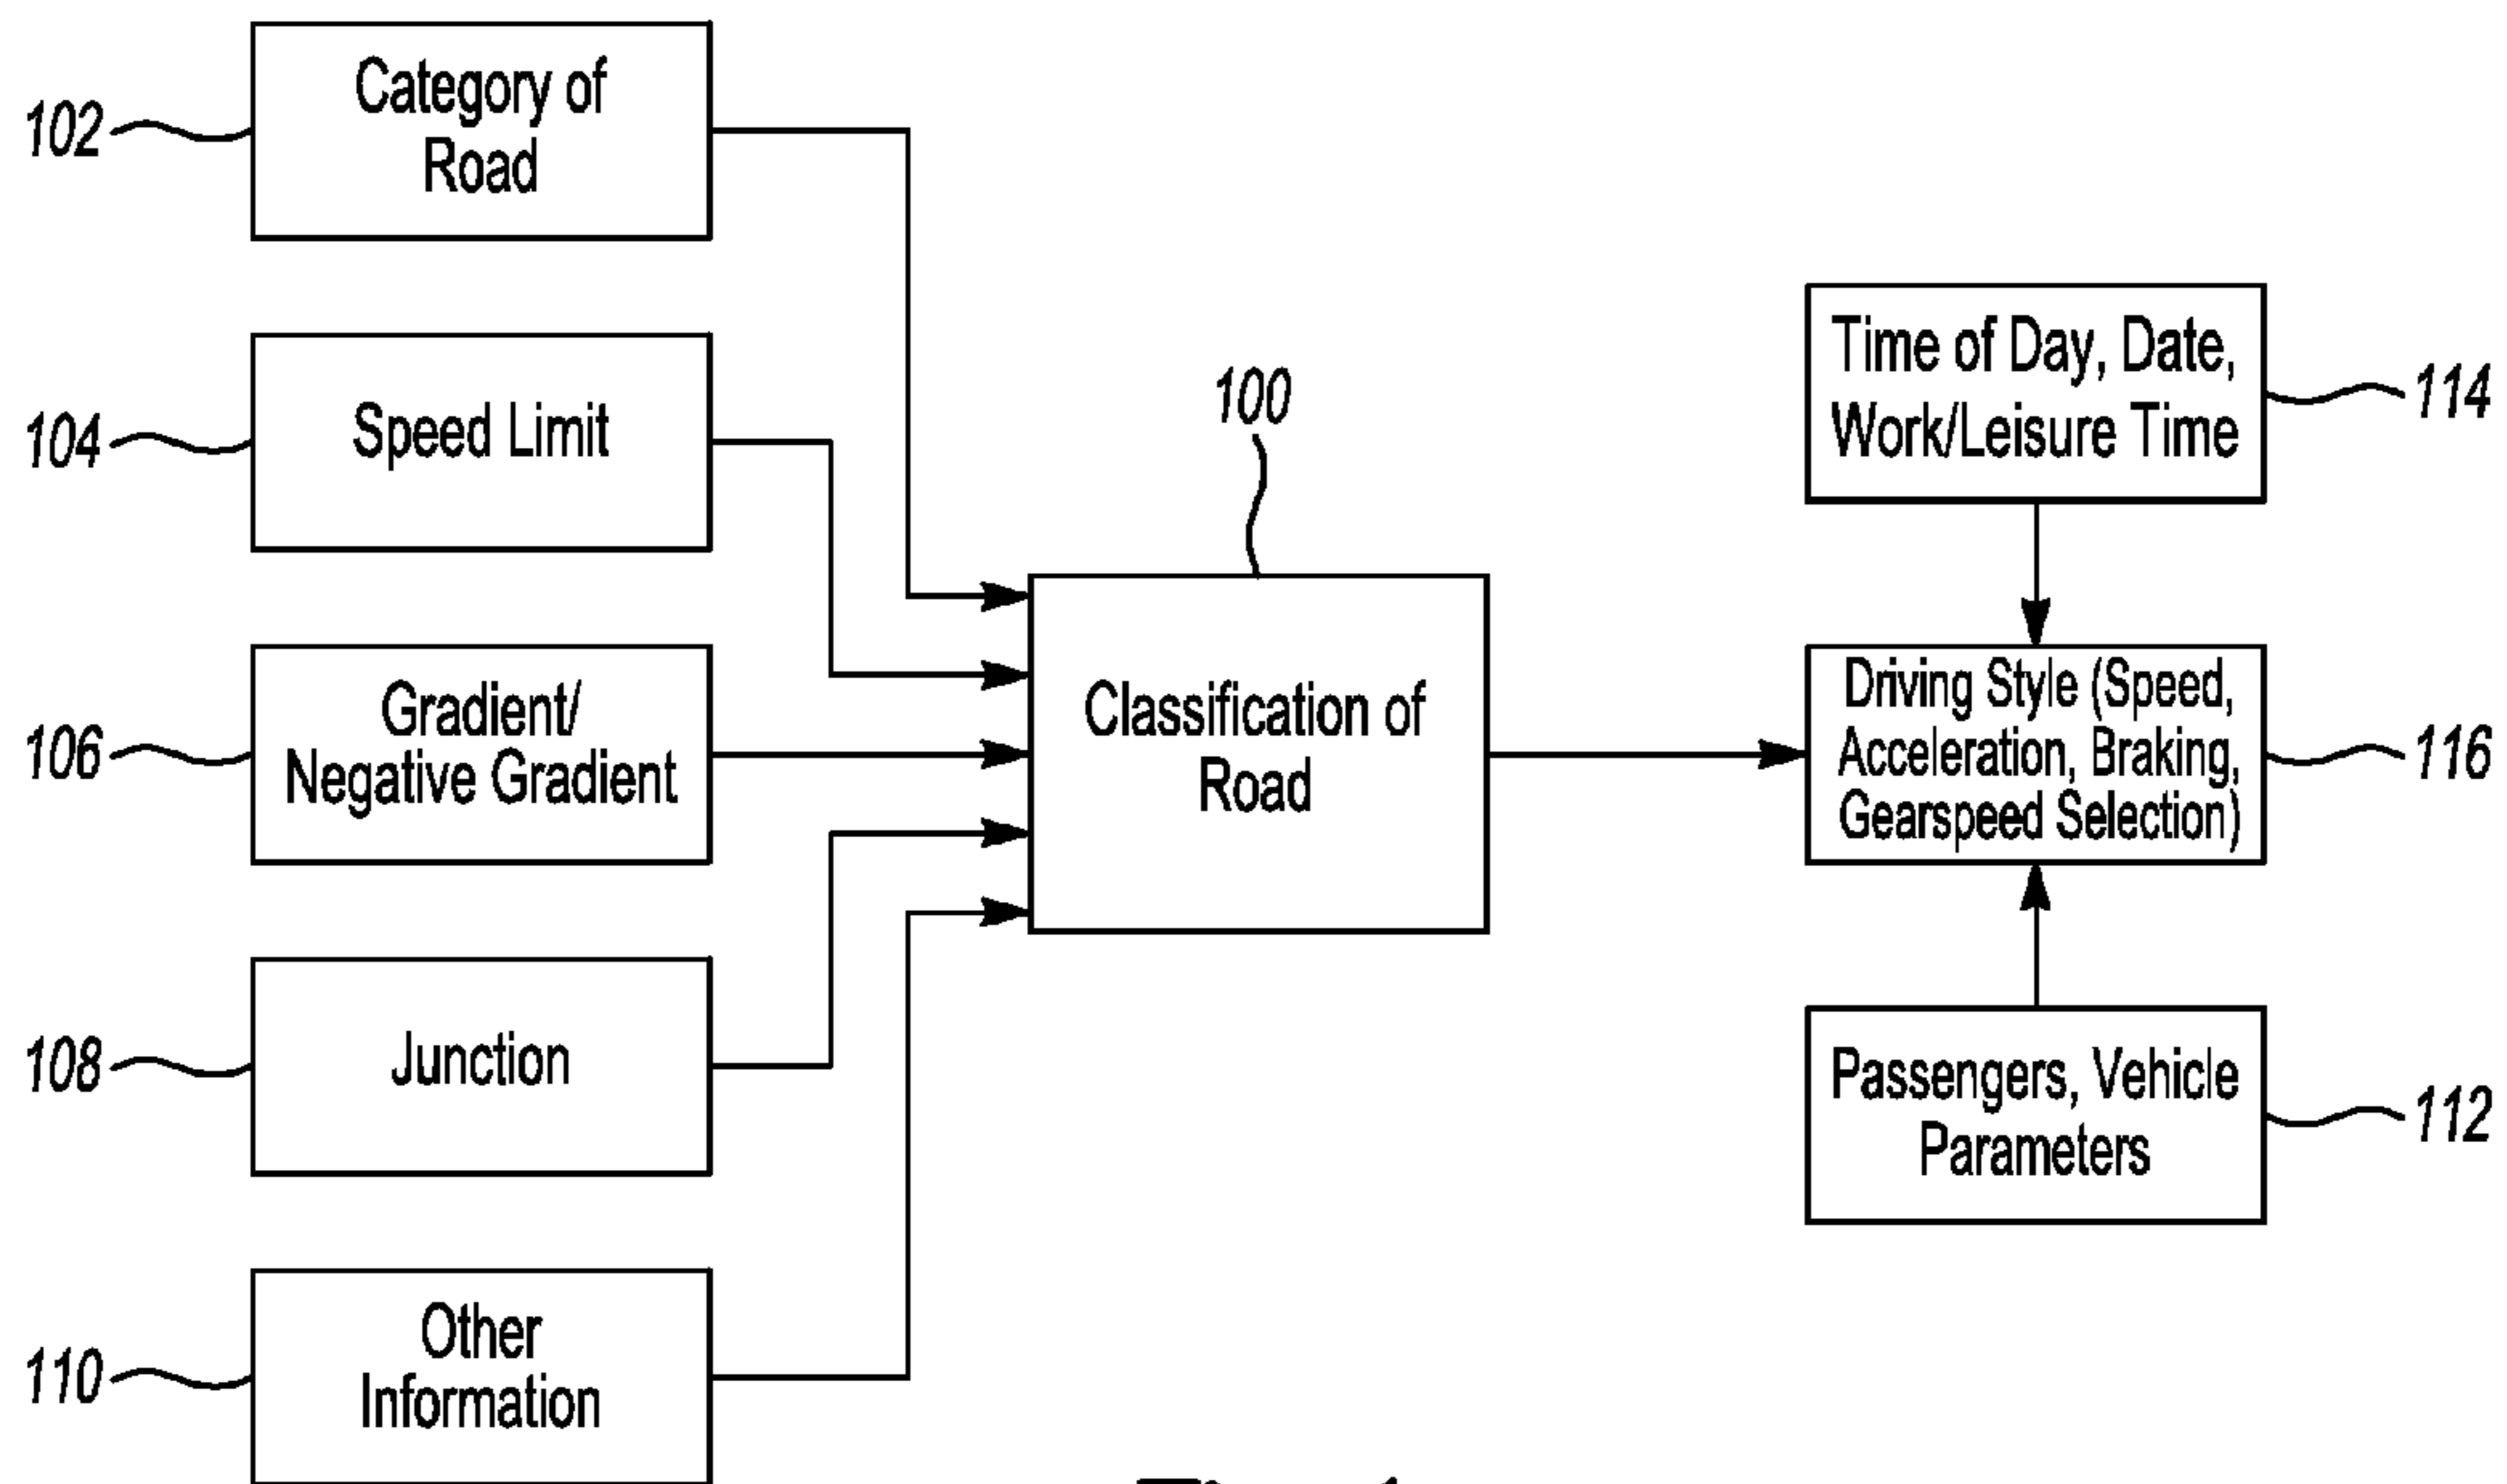 102
Category of
Road
104
Speed Limit
106
Gradient/
Negative Gradient
108
Junction
110
Other
Information
100
Classification of
Road
Time of Day, Date,
Work/Leisure Time
114
Driving Style (Speed,
Acceleration, Braking,
Gearspeed Selection)
116
Passengers, Vehicle
Parameters
112